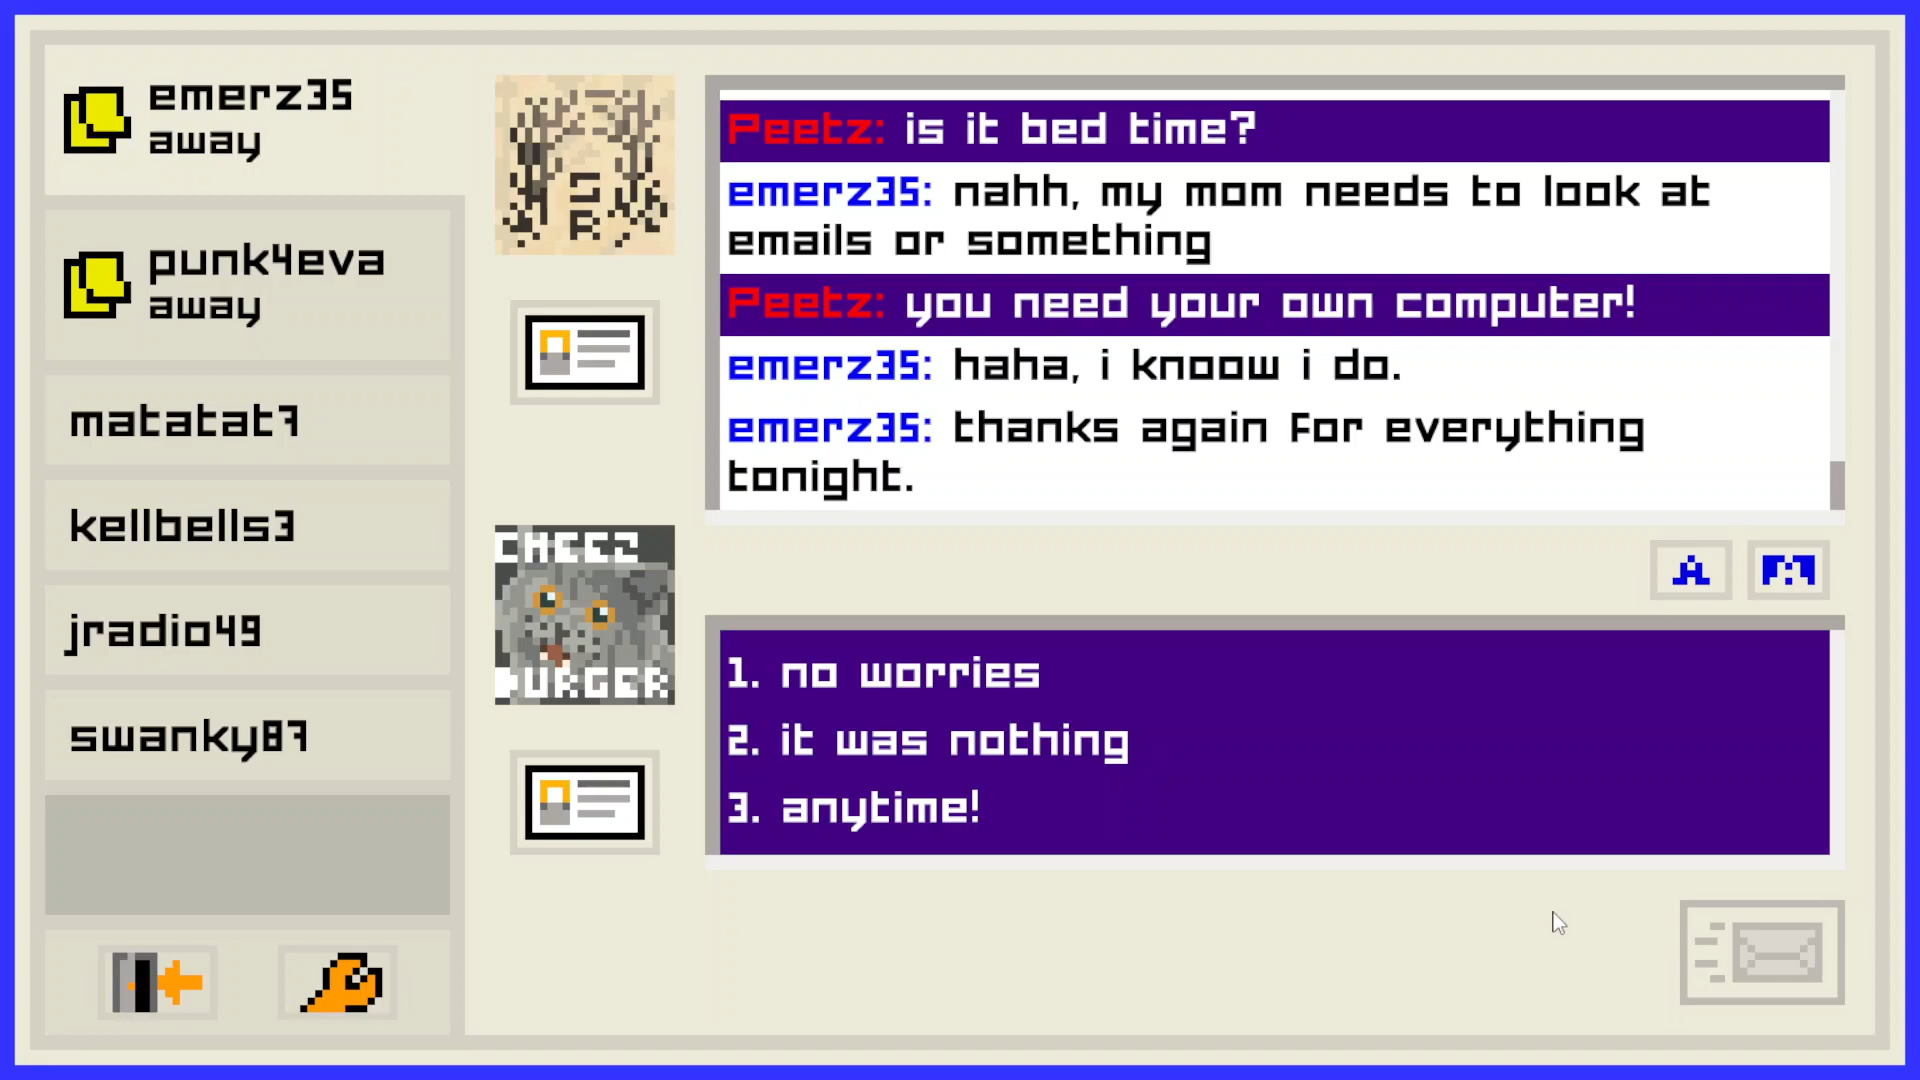 emerz35
away
punk4eva
away
matatat7
kellbells3
jradio49
swanky87
Peetz: is it bed time?
emerz35: nahh, my mom needs to look at
emails or something
Peetz: you need your own computer!
emerz35: haha, i knoow i do.
emerz35: thanks again for everything
tonight.
CHEEZ
BURGER
A
1. no worries
2. it was nothing
3. anytime!